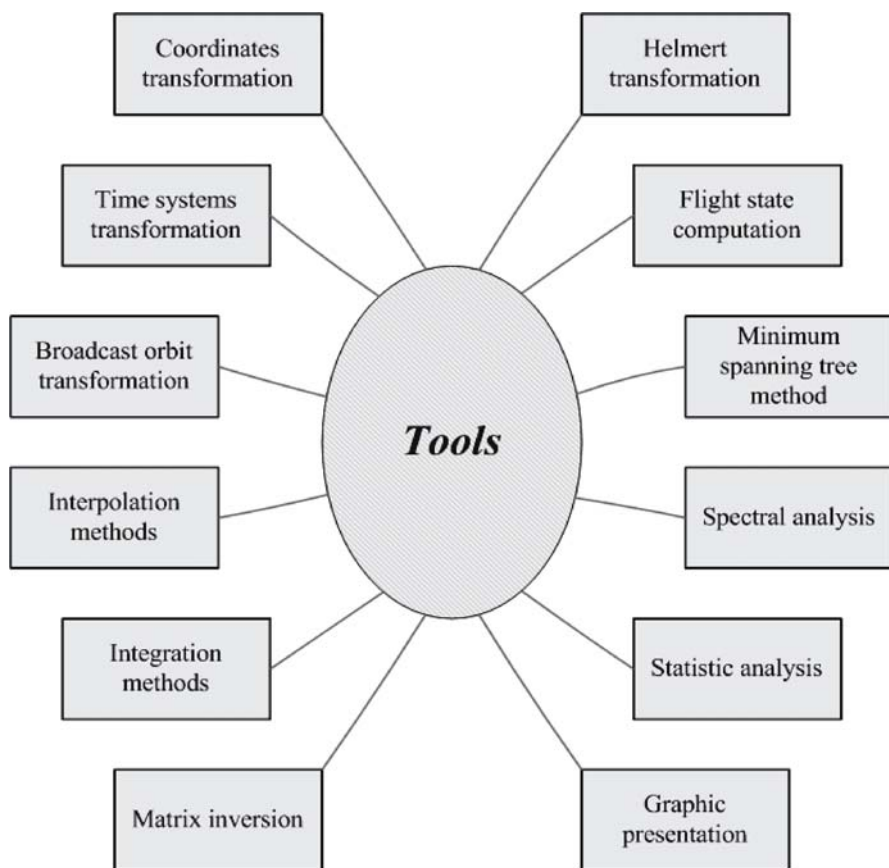 Coordinates
transformation
Helmert
transformation
Time systems
transformation
Flight state
computation
Broadcast orbit
transformation
Minimum
spanning tree
method
Tools
Interpolation
methods
Spectral analysis
Integration
methods
Statistic analysis
Matrix inversion
Graphic
presentation